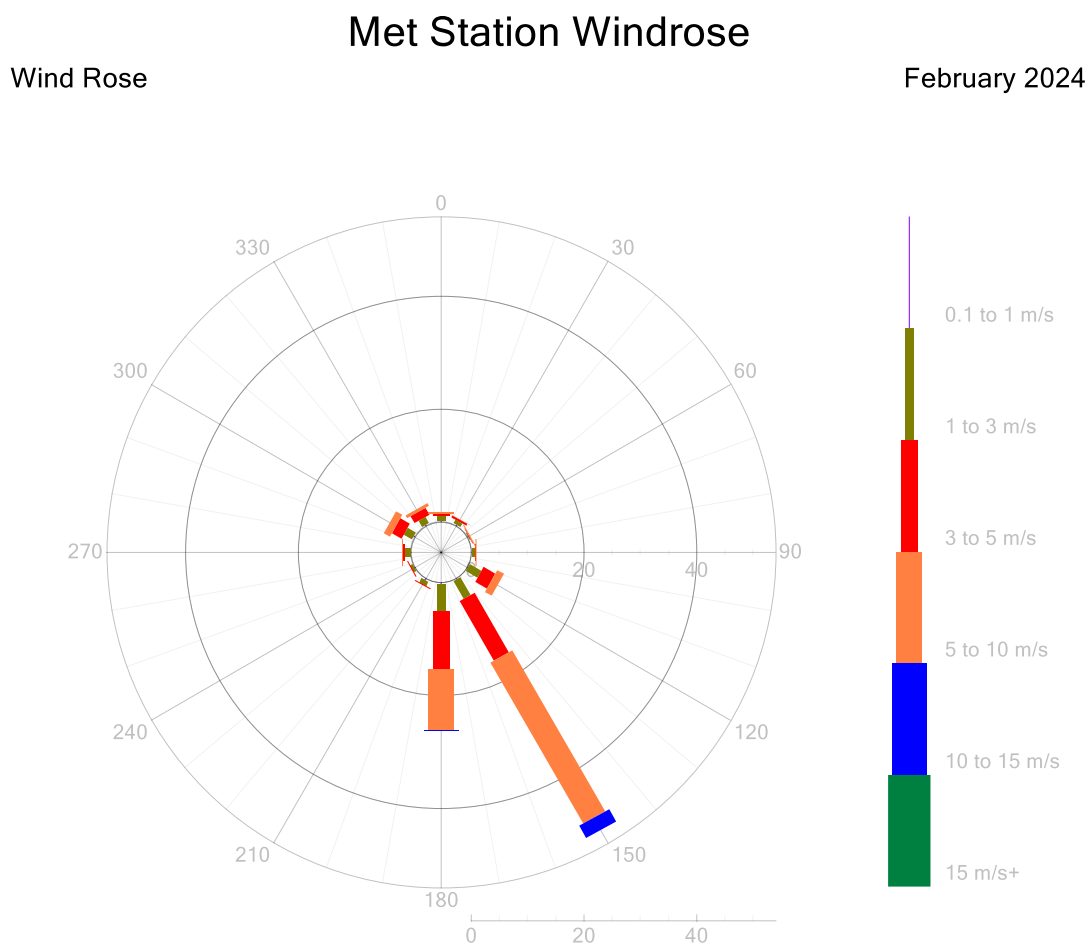 Met Station Windrose
Wind Rose
February 2024
0
330
30
300
60
0.1 to 1 m/s
1 to 3 m/s
3 to 5 m/s
270
90
20
40
5 to 10 m/s
240
120
10 to 15 m/s
210
150
15 m/s+
180
0
20
40